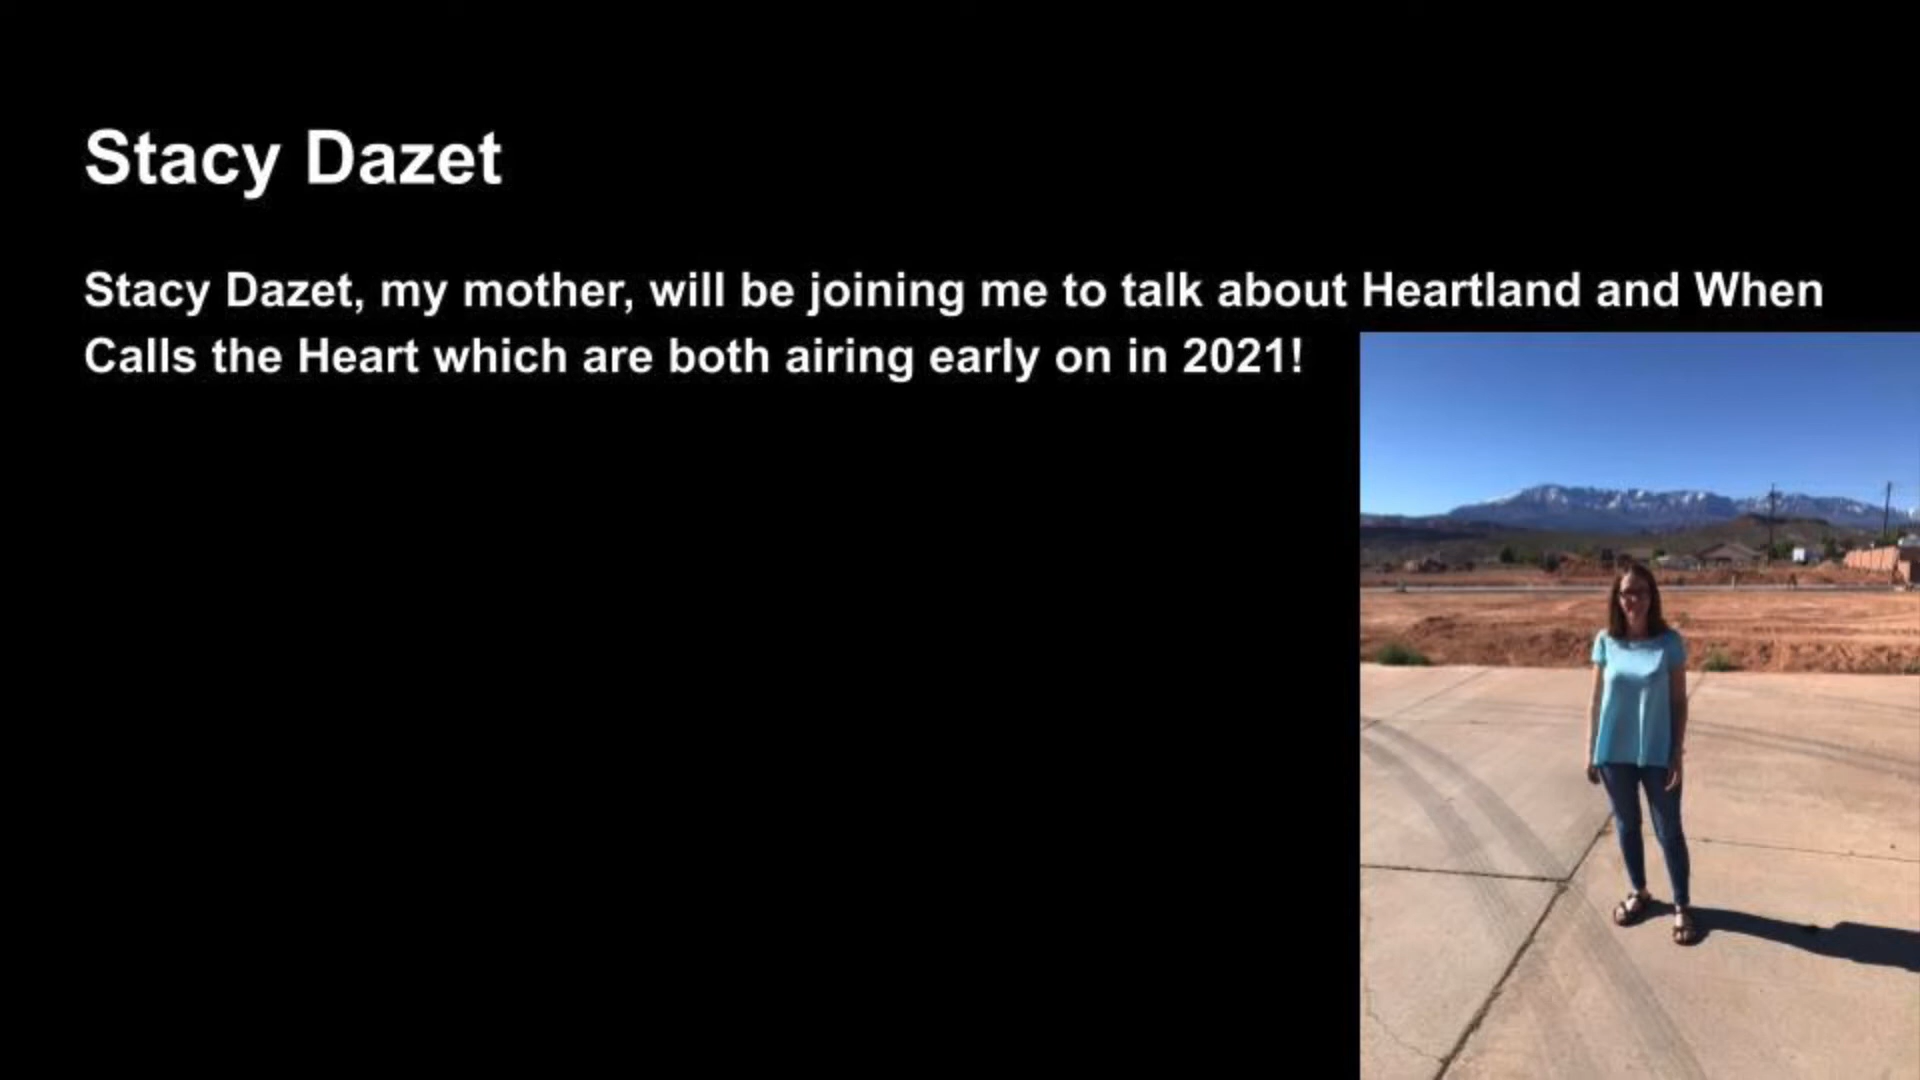 Stacy Dazet
Stacy Dazet, my mother, will be joining me to talk about Heartland and When
Calls the Heart which are both airing early on in 2021!